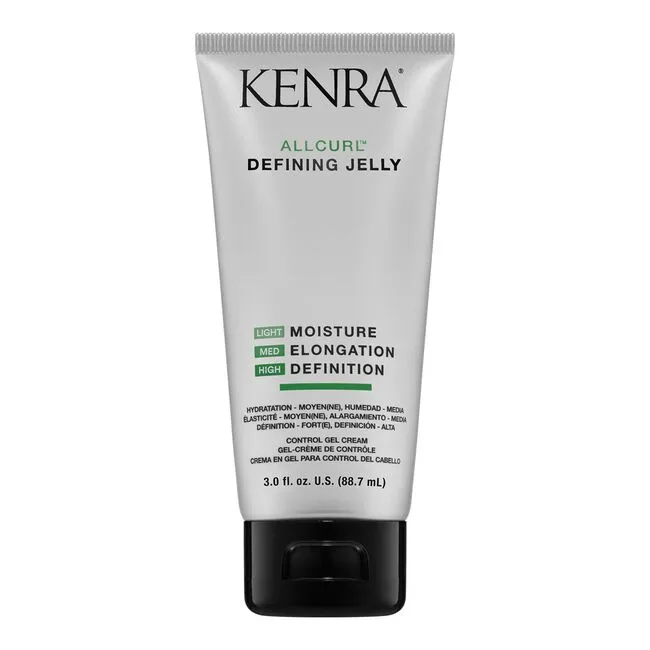 KENRA®
ALLCURL™
DEFINING JELLY
LIGHT MOISTURE
MED ELONGATION
HIGH DEFINITION
HYDRATATION - MOYEN(NE), HUMEDAD - MEDIA
ÉLASTICITÉ - MOYEN(NE), ALARGAMIENTO - MEDIA
DÉFINITION - FORT(E), DEFINICIÓN - ALTA
CONTROL GEL CREAM
GEL-CRÈME DE CONTRÔLE
CREMA EN GEL PARA CONTROL DEL CABELLO
3.0 fl. oz. U.S. (88.7 mL)